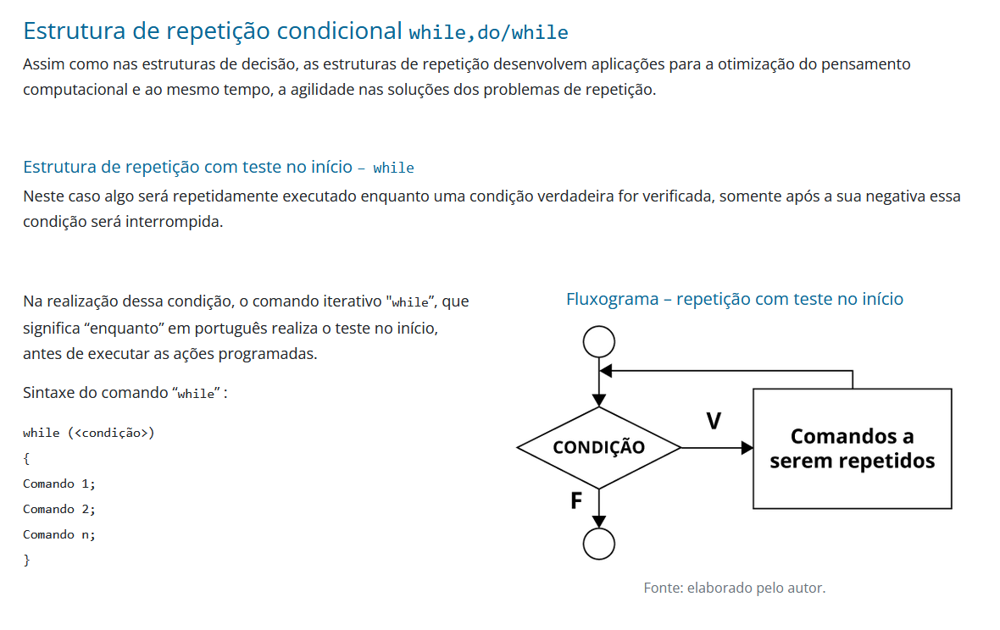 Estrutura de repetição condicional while,do/while
Assim como nas estruturas de decisão, as estruturas de repetição desenvolvem aplicações para a otimização do pensamento
computacional e ao mesmo tempo, a agilidade nas soluções dos problemas de repetição.
Estrutura de repetição com teste no início – while
Neste caso algo será repetidamente executado enquanto uma condição verdadeira for verificada, somente após a sua negativa essa
condição será interrompida.
Na realização dessa condição, o comando iterativo "while”, que
significa “enquanto” em português realiza o teste no início,
antes de executar as ações programadas.
Sintaxe do comando “while” :
while (<condição>)
{
Comando 1;
Comando 2;
Comando n;
}
Fluxograma – repetição com teste no início
CONDIÇÃO
V
Comandos a
serem repetidos
F
Fonte: elaborado pelo autor.